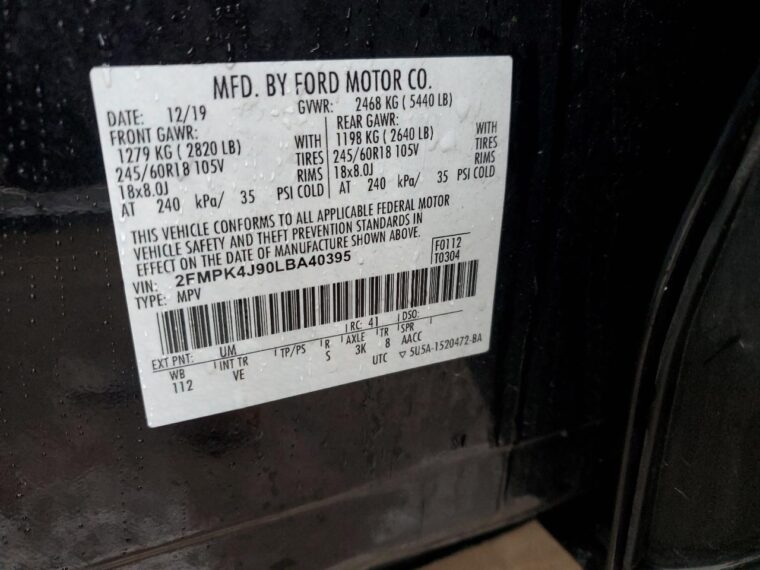 MFD. BY FORD MOTOR CO.
DATE: 12/19 GVWR: 2468 KG ( 5440 LB)
FRONT GAWR: REAR GAWR:
1279 KG ( 2820 LB) WITH 1198 KG ( 2640 LB) WITH
245/60R18 105V TIRES 245/60R18 105V TIRES
18x8.0J RIMS 18x8.0J RIMS
AT 240 kPa/ 35 PSI COLD AT 240 kPa/ 35 PSI COLD
THIS VEHICLE CONFORMS TO ALL APPLICABLE FEDERAL MOTOR
VEHICLE SAFETY AND THEFT PREVENTION STANDARDS IN
EFFECT ON THE DATE OF MANUFACTURE SHOWN ABOVE.
F0112
VIN: 2FMPK4J90LBA40395 T0304
TYPE: MPV
RC: 41 DSO:
EXT PNT: UM
WB INT TR TP/PS R AXLE TR SPR
112 VE S 3K 8 AACC
UTC ▽ 5U5A-1520472-BA